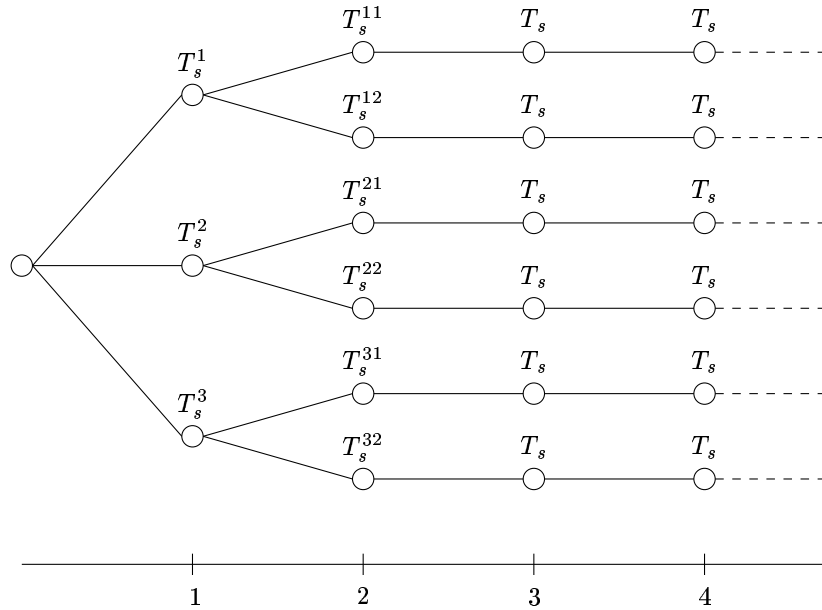 $T_s^{11}$ $T_s$ $T_s$
$T_s^1$
$T_s^{12}$ $T_s$ $T_s$
$T_s^{21}$ $T_s$ $T_s$
$T_s^2$
$T_s^{22}$ $T_s$ $T_s$
$T_s^{31}$ $T_s$ $T_s$
$T_s^3$
$T_s^{32}$ $T_s$ $T_s$
1 2 3 4